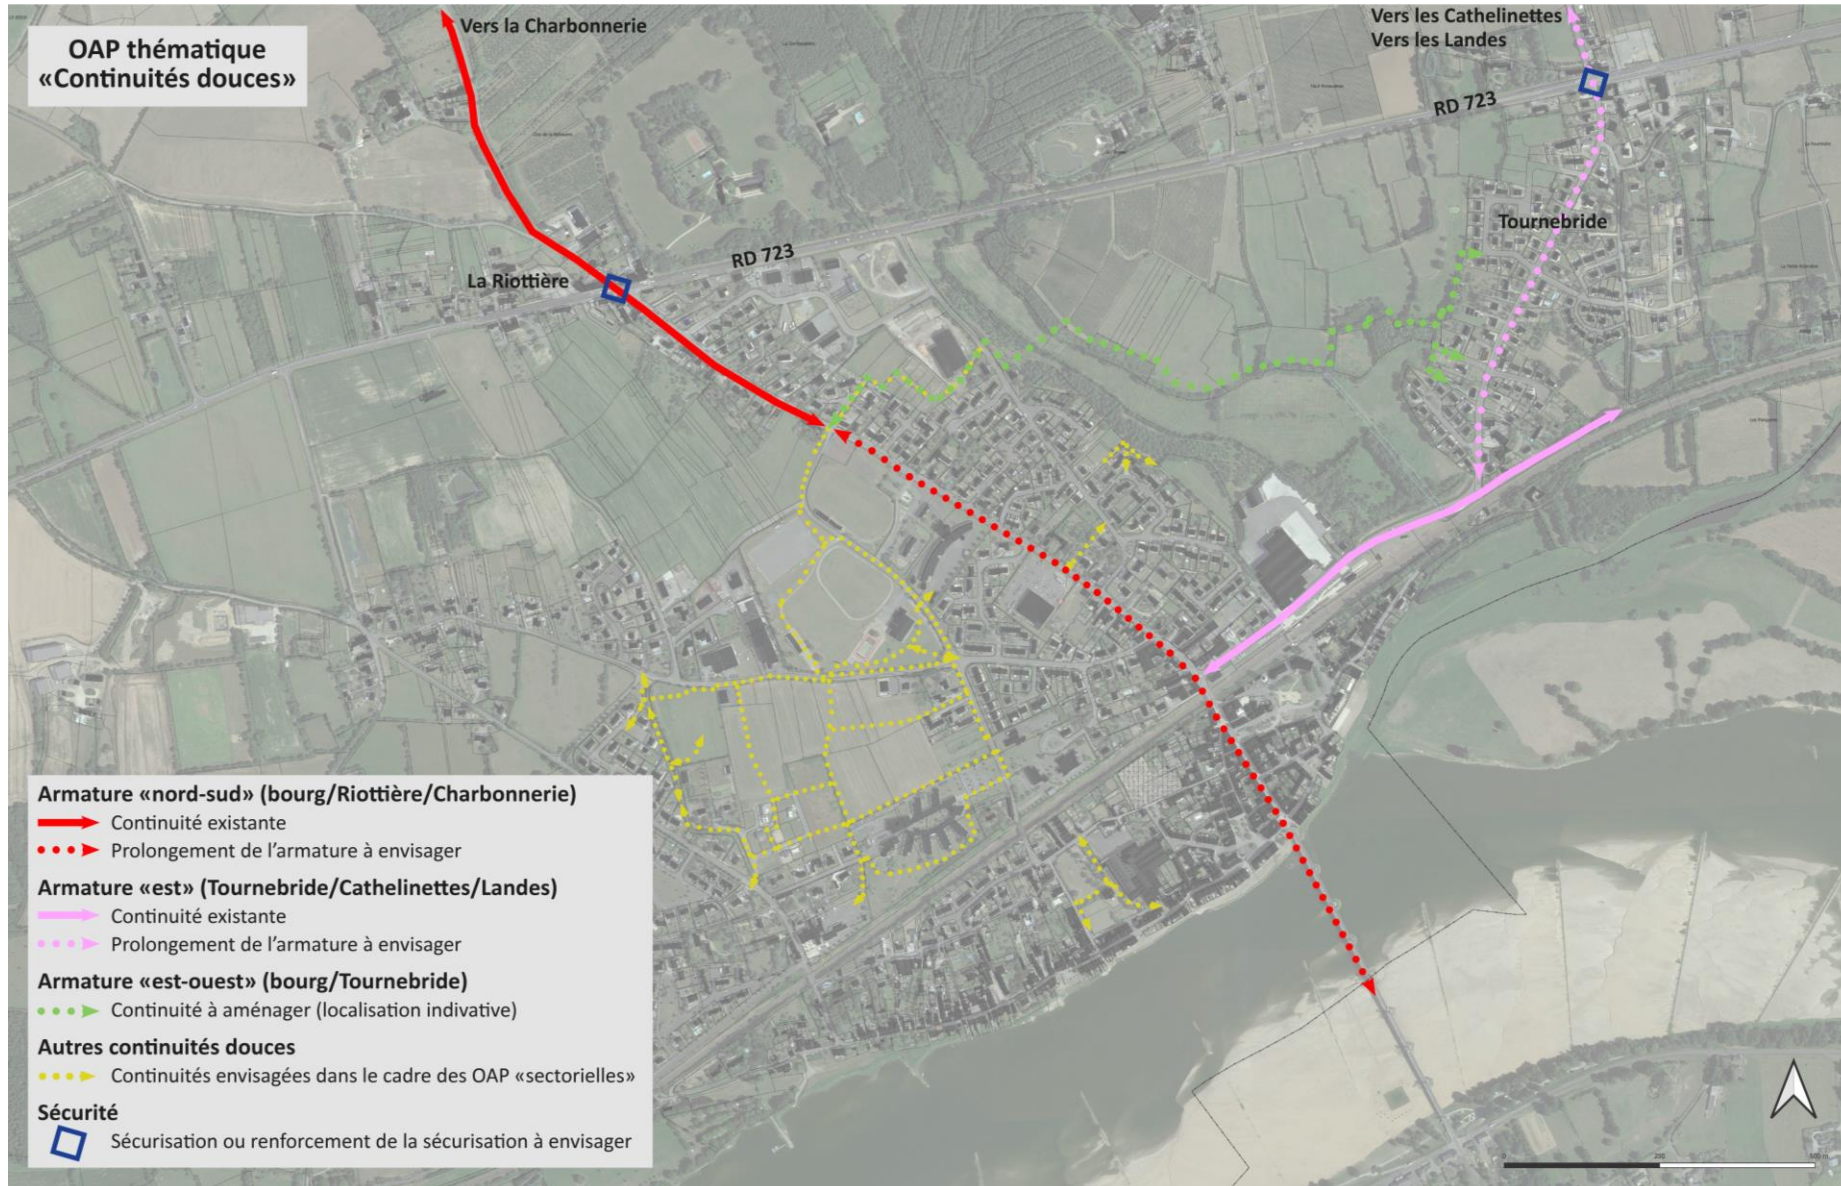 OAP thématique
«Continuités douces»
Vers la Charbonnerie
Vers les Cathelinettes
Vers les Landes
RD 723
Tournebride
RD 723
La Riottière
Armature «nord-sud» (bourg/Riottière/Charbonnerie)
Continuité existante
Prolongement de l’armature à envisager
Armature «est» (Tournebride/Cathelinettes/Landes)
Continuité existante
Prolongement de l’armature à envisager
Armature «est-ouest» (bourg/Tournebride)
Continuité à aménager (localisation indivative)
Autres continuités douces
Continuités envisagées dans le cadre des OAP «sectorielles»
Sécurité
Sécurisation ou renforcement de la sécurisation à envisager